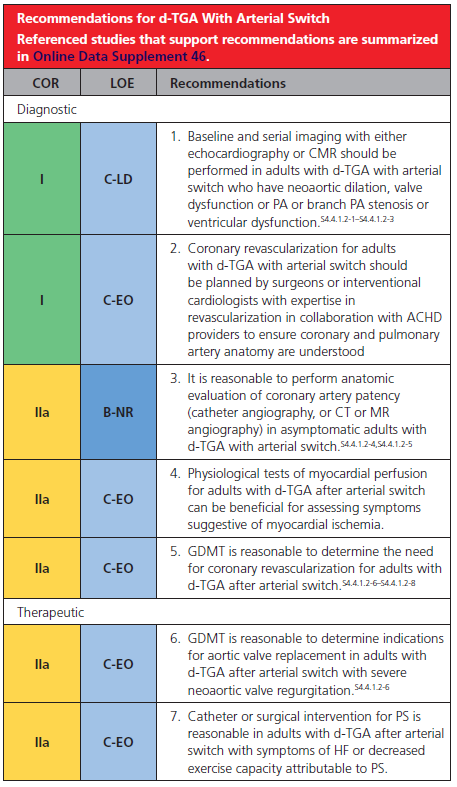 Recommendations for d-TGA With Arterial Switch
Referenced studies that support recommendations are summarized
in Online Data Supplement 46.
COR LOE Recommendations
Diagnostic
I C-LD
1. Baseline and serial imaging with either
echocardiography or CMR should be
performed in adults with d-TGA with arterial
switch who have neoaortic dilation, valve
dysfunction or PA or branch PA stenosis or
ventricular dysfunction.S4.4.1.2-1–S4.4.1.2-3
I C-EO
2. Coronary revascularization for adults
with d-TGA with arterial switch should
be planned by surgeons or interventional
cardiologists with expertise in
revascularization in collaboration with ACHD
providers to ensure coronary and pulmonary
artery anatomy are understood
IIa B-NR
3. It is reasonable to perform anatomic
evaluation of coronary artery patency
(catheter angiography, or CT or MR
angiography) in asymptomatic adults with
d-TGA with arterial switch.S4.4.1.2-4,S4.4.1.2-5
IIa C-EO
4. Physiological tests of myocardial perfusion
for adults with d-TGA after arterial switch
can be beneficial for assessing symptoms
suggestive of myocardial ischemia.
IIa C-EO
5. GDMT is reasonable to determine the need
for coronary revascularization for adults with
d-TGA after arterial switch.S4.4.1.2-6–S4.4.1.2-8
Therapeutic
IIa C-EO
6. GDMT is reasonable to determine indications
for aortic valve replacement in adults with
d-TGA after arterial switch with severe
neoaortic valve regurgitation.S4.4.1.2-6
IIa C-EO
7. Catheter or surgical intervention for PS is
reasonable in adults with d-TGA after arterial
switch with symptoms of HF or decreased
exercise capacity attributable to PS.